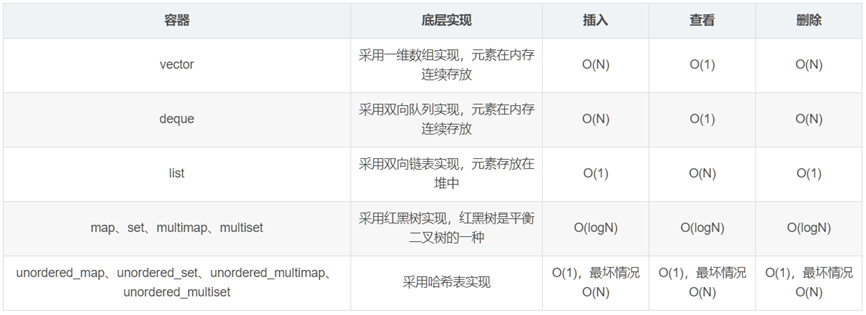 容器 底层实现 插入 查看 删除
vector 采用一维数组实现，元素在内存 O(N) O(1) O(N)
连续存放
deque 采用双向队列实现，元素在内存 O(N) O(1) O(N)
连续存放
list 采用双向链表实现，元素存放在 O(1) O(N) O(1)
堆中
map、set、multimap、multiset 采用红黑树实现，红黑树是平衡 O(logN) O(logN) O(logN)
二叉树的一种
unordered_map、unordered_set、unordered_multimap、 采用哈希表实现 O(1)，最坏情况 O(1)，最坏情况 O(1)，最坏情况
unordered_multiset O(N) O(N) O(N)